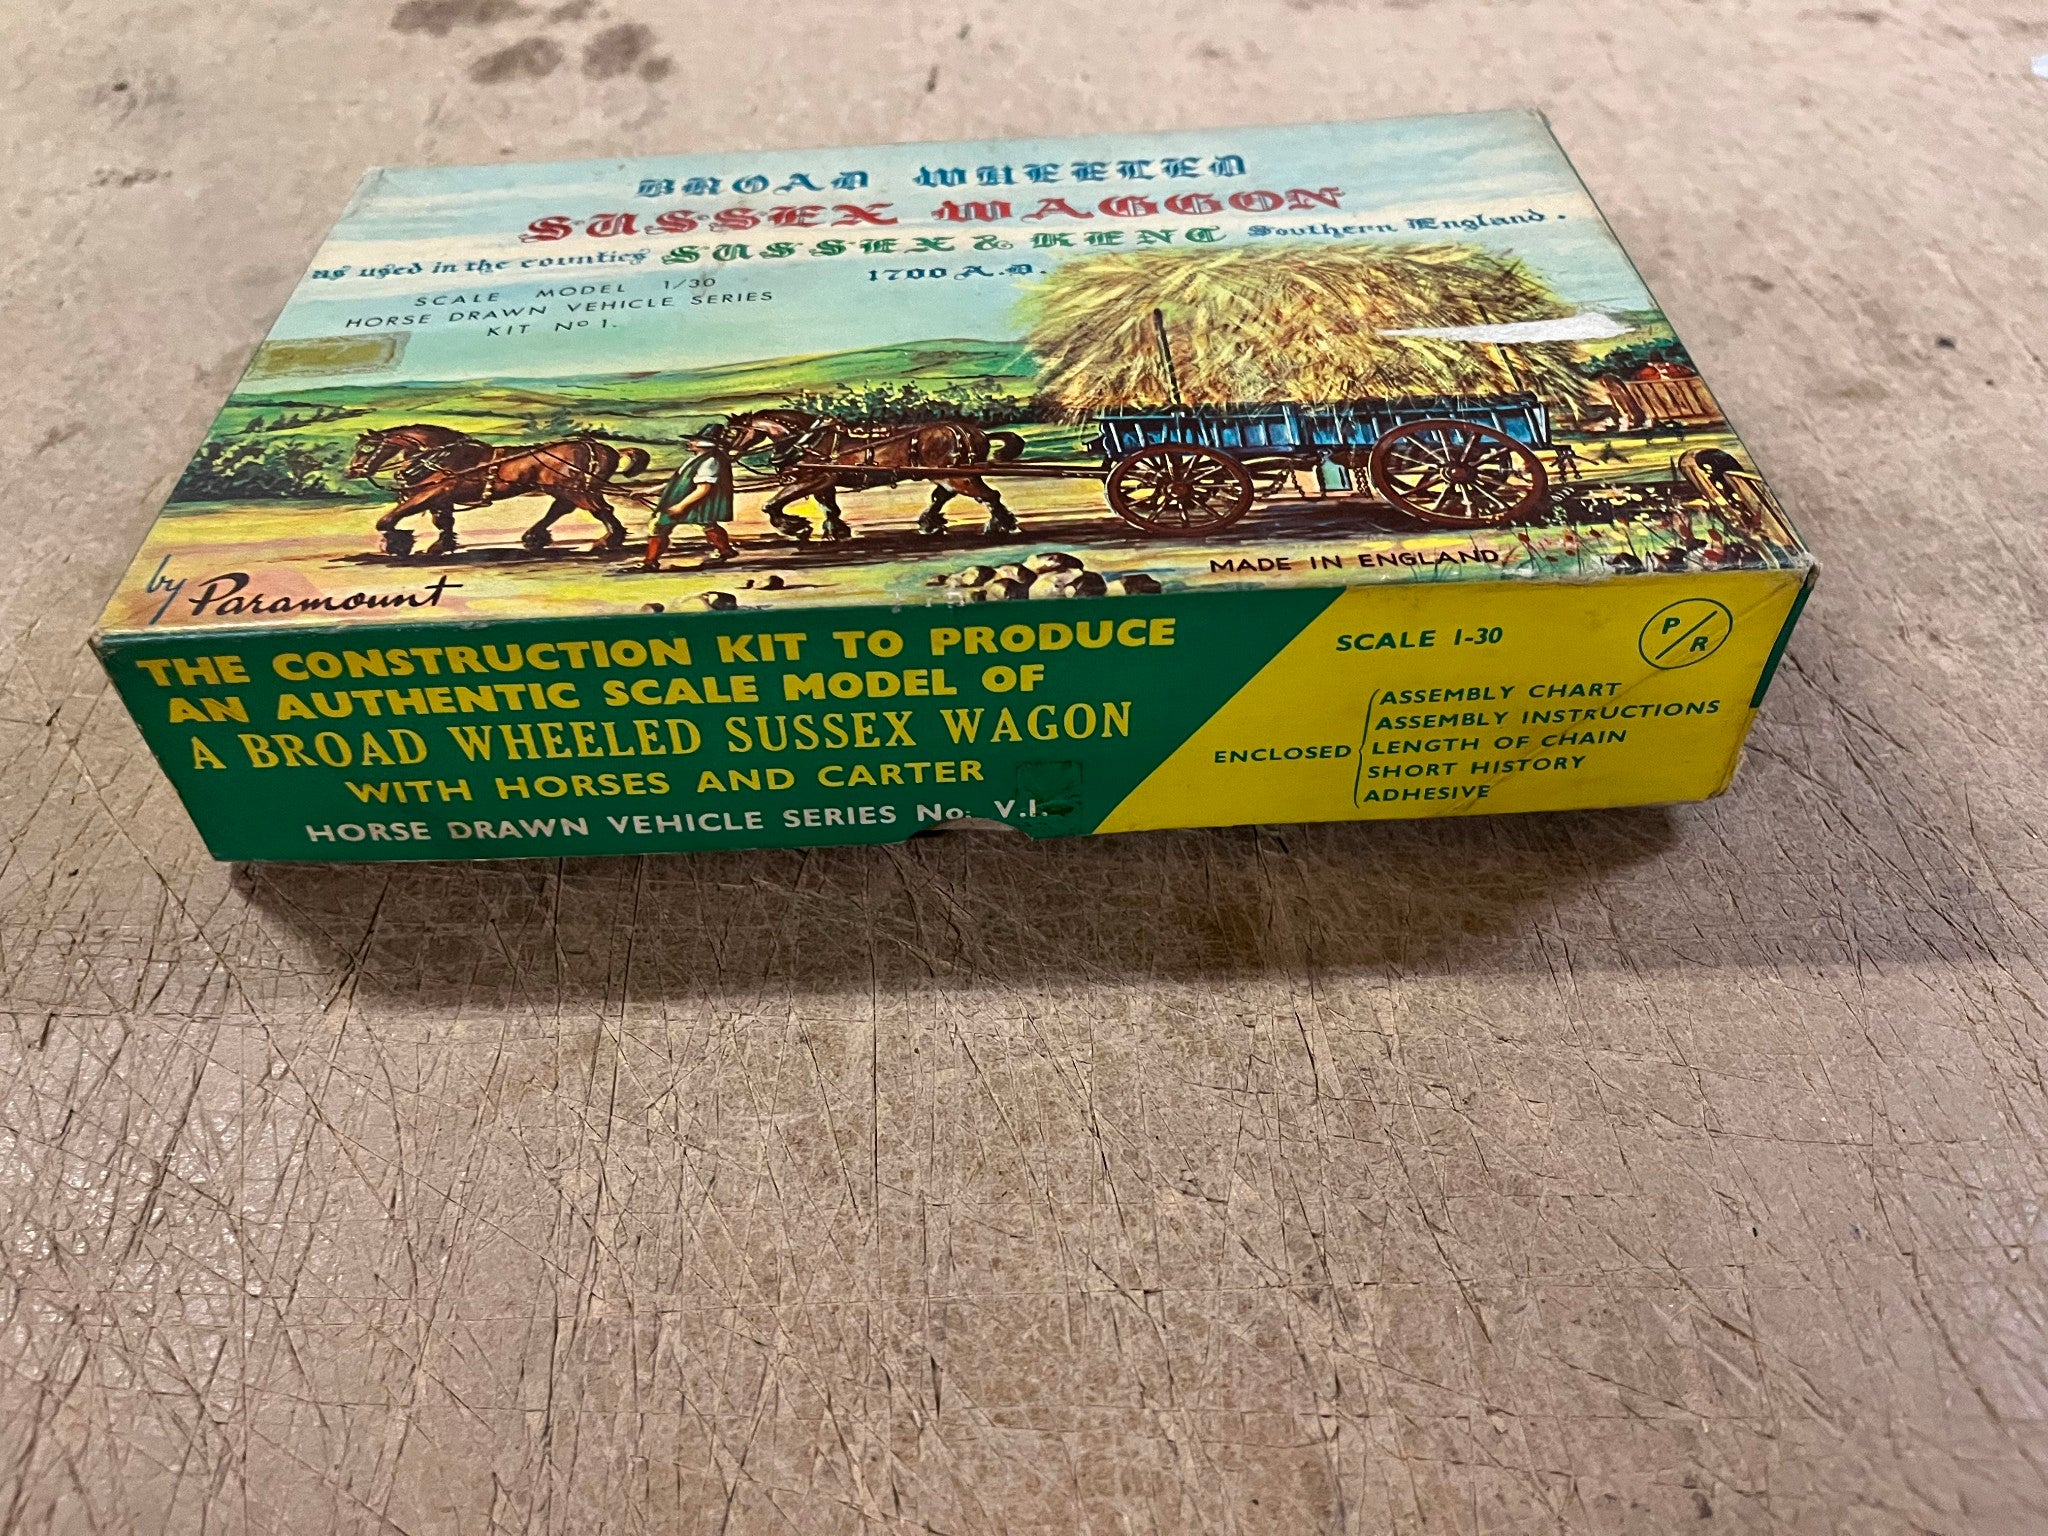 BROAD WHEELED
SUSSEX WAGGON
as used in the counties SUSSEX & KENT Southern England.
1700 A.D.
SCALE MODEL 1/30
HORSE DRAWN VEHICLE SERIES
KIT No 1.
by Paramount
MADE IN ENGLAND
THE CONSTRUCTION KIT TO PRODUCE
AN AUTHENTIC SCALE MODEL OF
A BROAD WHEELED SUSSEX WAGON
WITH HORSES AND CARTER
HORSE DRAWN VEHICLE SERIES No: V.I.
SCALE 1-30
P/R
ENCLOSED
ASSEMBLY CHART
ASSEMBLY INSTRUCTIONS
LENGTH OF CHAIN
SHORT HISTORY
ADHESIVE